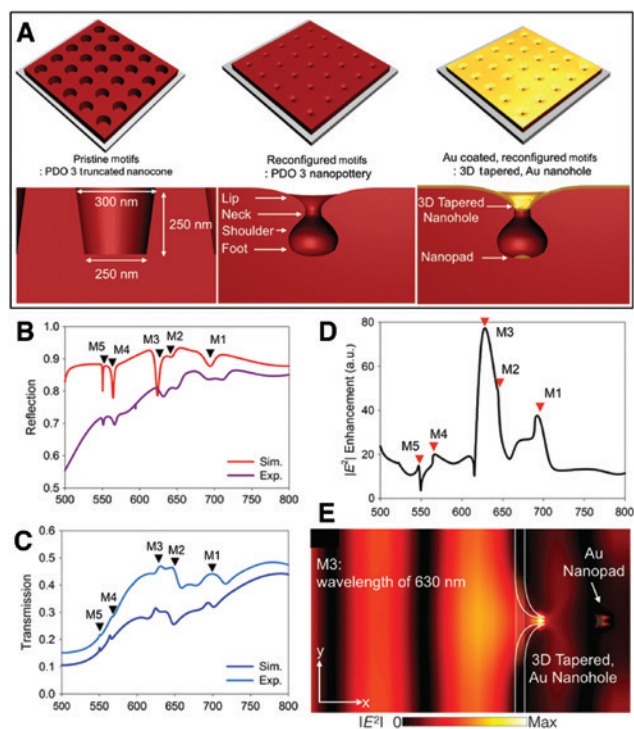 A
Pristine motifs
: PDO 3 truncated nanocone
Reconfigured motifs
: PDO 3 nanopottery
Au coated, reconfigured motifs
: 3D tapered, Au nanohole
300 nm
250 nm
250 nm
Lip
Neck
Shoulder
Foot
3D Tapered
Nanohole
Nanopad
B
1.0
0.9
0.8
0.7
0.6
0.5
Reflection
M5
M4
M3
M2
M1
Sim.
Exp.
500 550 600 650 700 750 800
C
0.5
0.4
0.3
0.2
0.1
0.0
Transmission
M5
M4
M3
M2
M1
Sim.
Exp.
500 550 600 650 700 750 800
D
80
60
40
20
0
|E²| Enhancement (a.u.)
M5
M4
M3
M2
M1
500 550 600 650 700 750 800
E
M3:
wavelength of 630 nm
Au
Nanopad
3D Tapered,
Au Nanohole
y
x
|E²| 0 Max